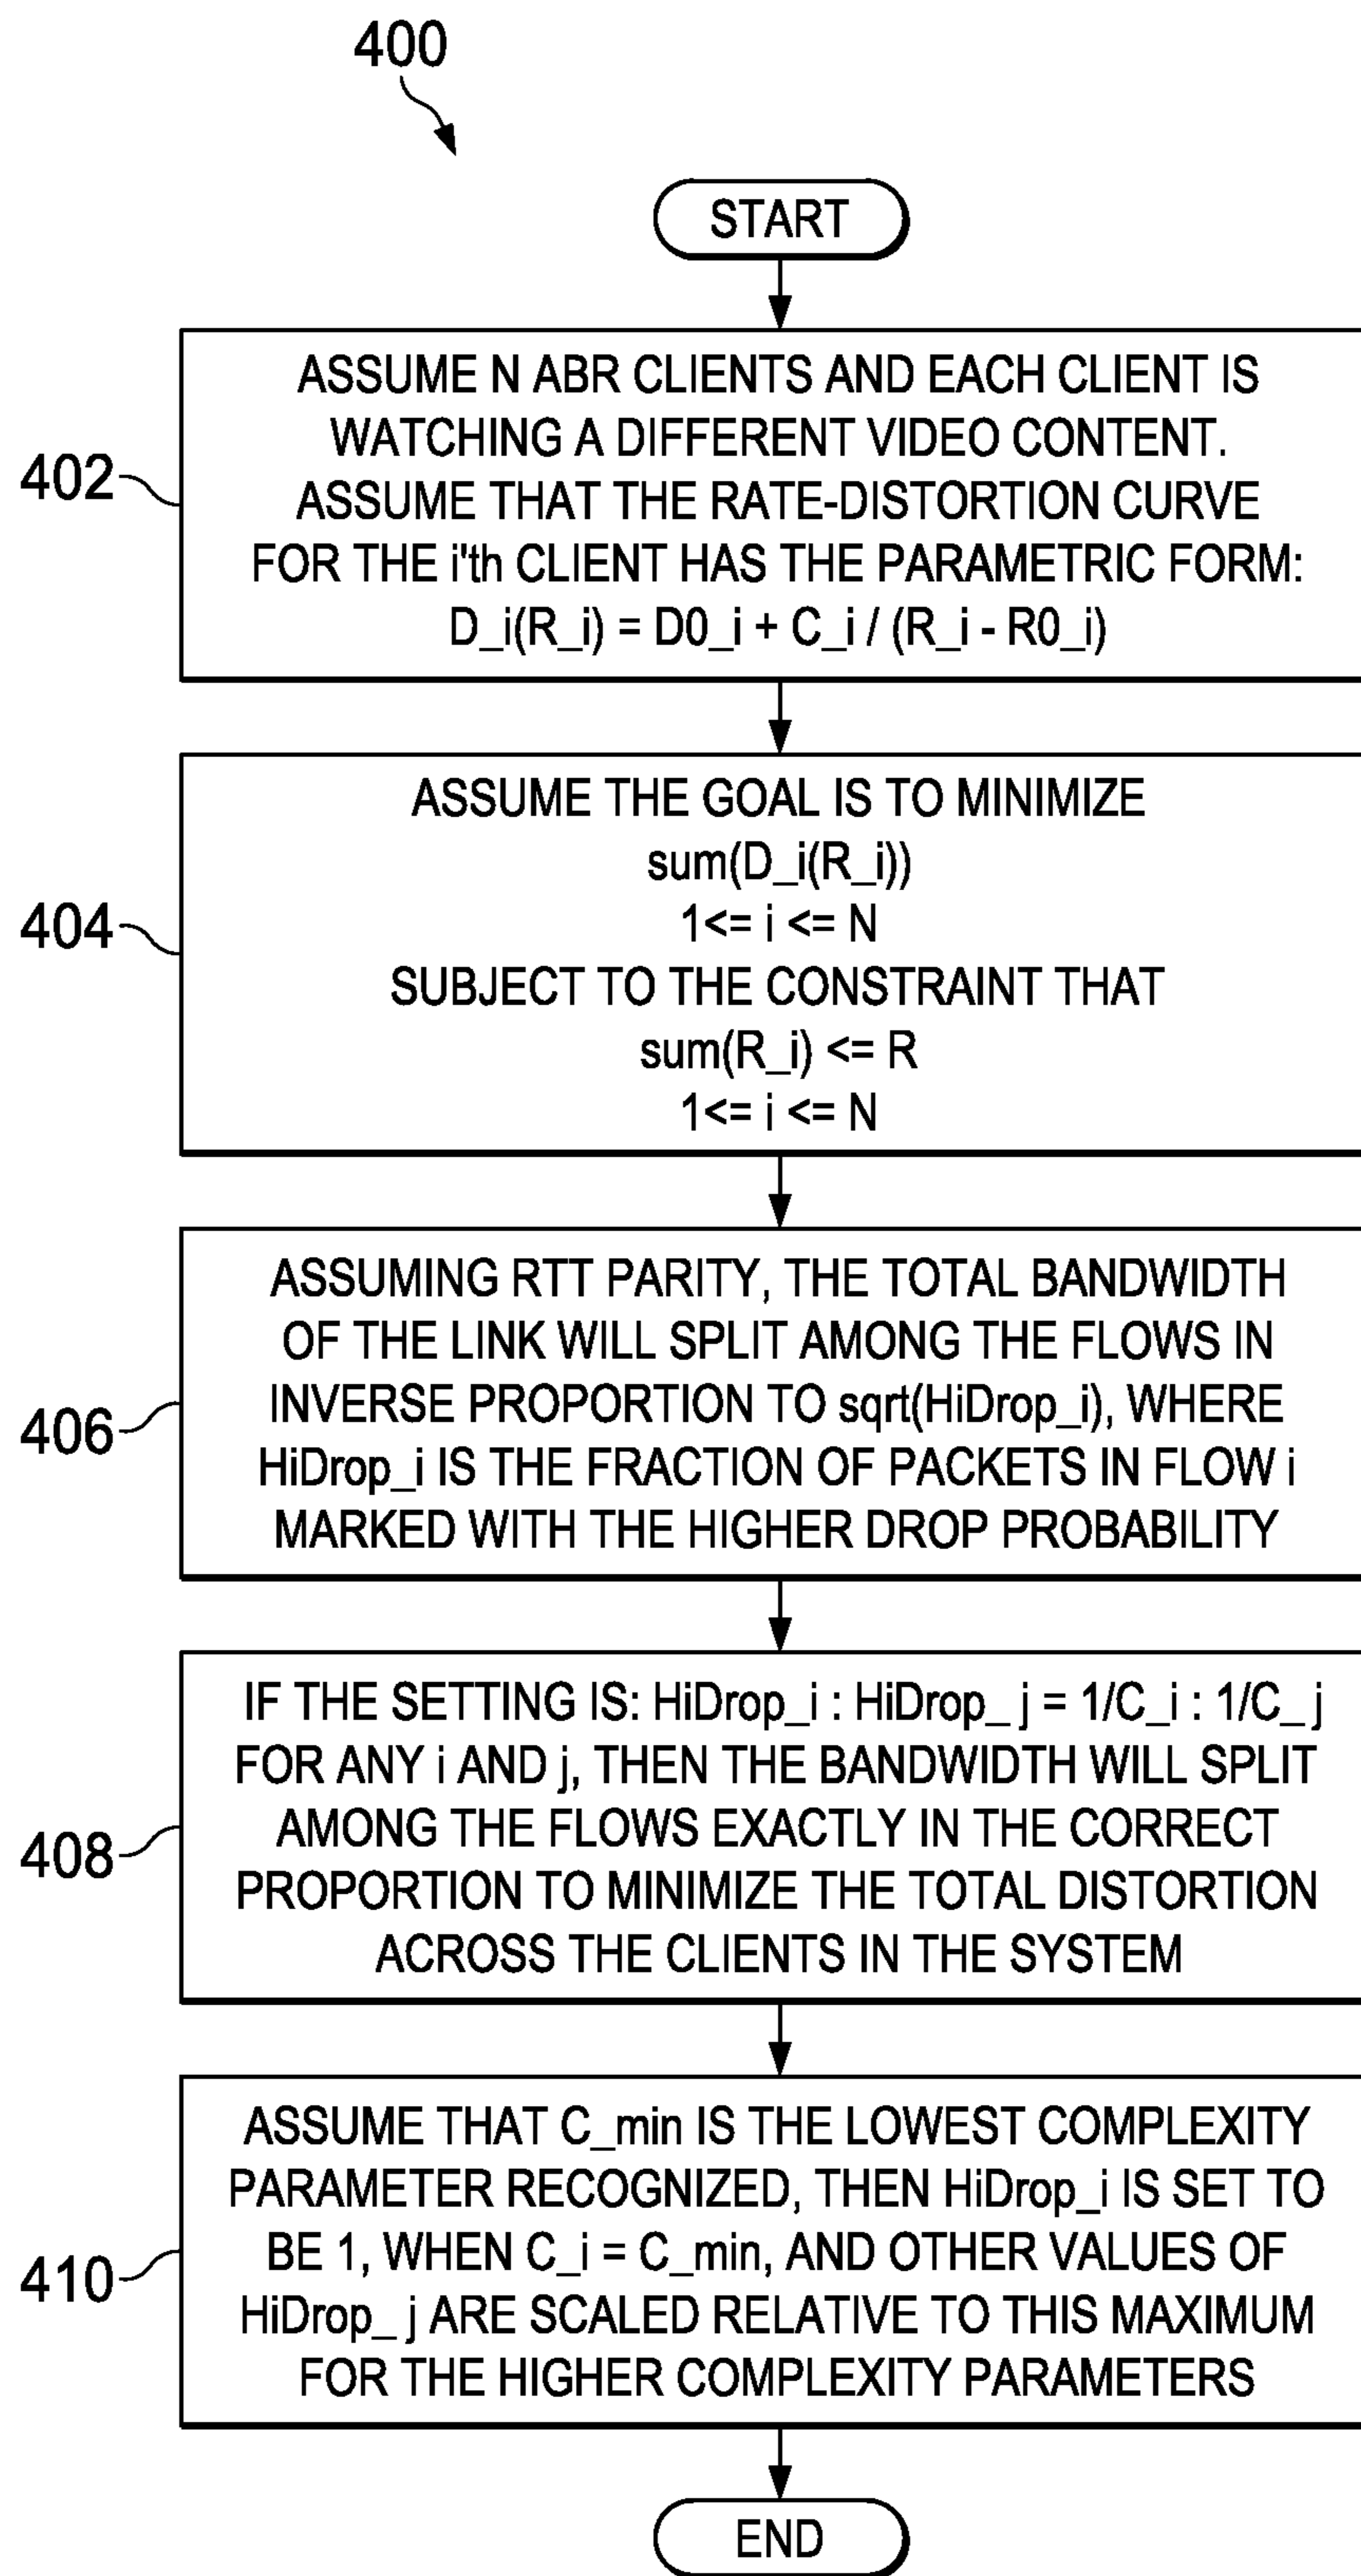 400
START
402
ASSUME N ABR CLIENTS AND EACH CLIENT IS
WATCHING A DIFFERENT VIDEO CONTENT.
ASSUME THAT THE RATE-DISTORTION CURVE
FOR THE i'th CLIENT HAS THE PARAMETRIC FORM:
D_i(R_i) = D0_i + C_i / (R_i - R0_i)
404
ASSUME THE GOAL IS TO MINIMIZE
sum(D_i(R_i))
1<= i <= N
SUBJECT TO THE CONSTRAINT THAT
sum(R_i) <= R
1<= i <= N
406
ASSUMING RTT PARITY, THE TOTAL BANDWIDTH
OF THE LINK WILL SPLIT AMONG THE FLOWS IN
INVERSE PROPORTION TO sqrt(HiDrop_i), WHERE
HiDrop_i IS THE FRACTION OF PACKETS IN FLOW i
MARKED WITH THE HIGHER DROP PROBABILITY
408
IF THE SETTING IS: HiDrop_i : HiDrop_ j = 1/C_i : 1/C_ j
FOR ANY i AND j, THEN THE BANDWIDTH WILL SPLIT
AMONG THE FLOWS EXACTLY IN THE CORRECT
PROPORTION TO MINIMIZE THE TOTAL DISTORTION
ACROSS THE CLIENTS IN THE SYSTEM
410
ASSUME THAT C_min IS THE LOWEST COMPLEXITY
PARAMETER RECOGNIZED, THEN HiDrop_i IS SET TO
BE 1, WHEN C_i = C_min, AND OTHER VALUES OF
HiDrop_ j ARE SCALED RELATIVE TO THIS MAXIMUM
FOR THE HIGHER COMPLEXITY PARAMETERS
END